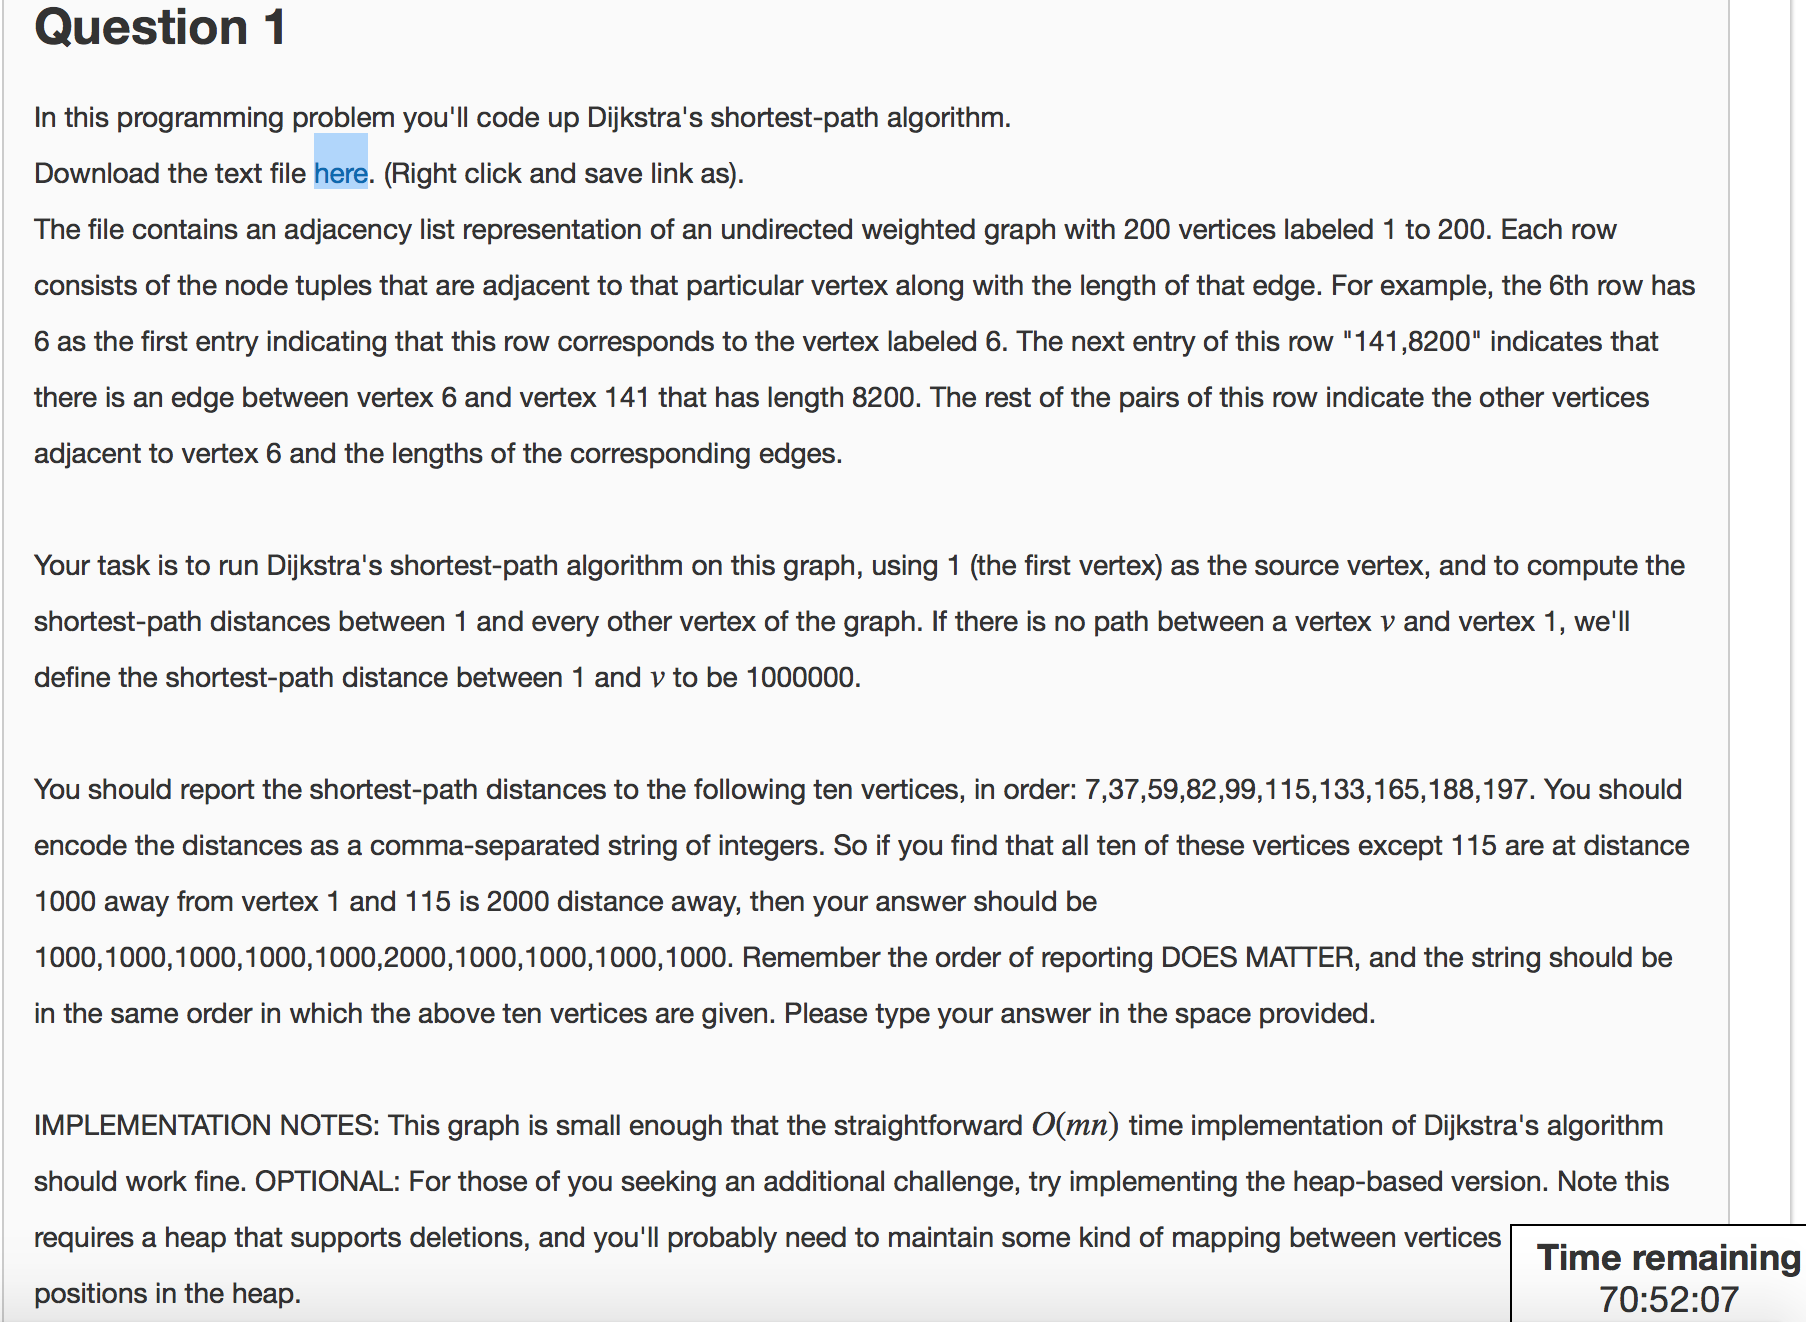 Question 1
In this programming problem you'll code up Dijkstra's shortest-path algorithm.
Download the text file here. (Right click and save link as).
The file contains an adjacency list representation of an undirected weighted graph with 200 vertices labeled 1 to 200. Each row
consists of the node tuples that are adjacent to that particular vertex along with the length of that edge. For example, the 6th row has
6 as the first entry indicating that this row corresponds to the vertex labeled 6. The next entry of this row "141,8200" indicates that
there is an edge between vertex 6 and vertex 141 that has length 8200. The rest of the pairs of this row indicate the other vertices
adjacent to vertex 6 and the lengths of the corresponding edges.
Your task is to run Dijkstra's shortest-path algorithm on this graph, using 1 (the first vertex) as the source vertex, and to compute the
shortest-path distances between 1 and every other vertex of the graph. If there is no path between a vertex v and vertex 1, we'll
define the shortest-path distance between 1 and v to be 1000000.
You should report the shortest-path distances to the following ten vertices, in order: 7,37,59,82,99,115,133,165,188,197. You should
encode the distances as a comma-separated string of integers. So if you find that all ten of these vertices except 115 are at distance
1000 away from vertex 1 and 115 is 2000 distance away, then your answer should be
1000,1000,1000,1000,1000,2000,1000,1000,1000,1000. Remember the order of reporting DOES MATTER, and the string should be
in the same order in which the above ten vertices are given. Please type your answer in the space provided.
IMPLEMENTATION NOTES: This graph is small enough that the straightforward O(mn) time implementation of Dijkstra's algorithm
should work fine. OPTIONAL: For those of you seeking an additional challenge, try implementing the heap-based version. Note this
requires a heap that supports deletions, and you'll probably need to maintain some kind of mapping between vertices
positions in the heap.
Time remaining
70:52:07